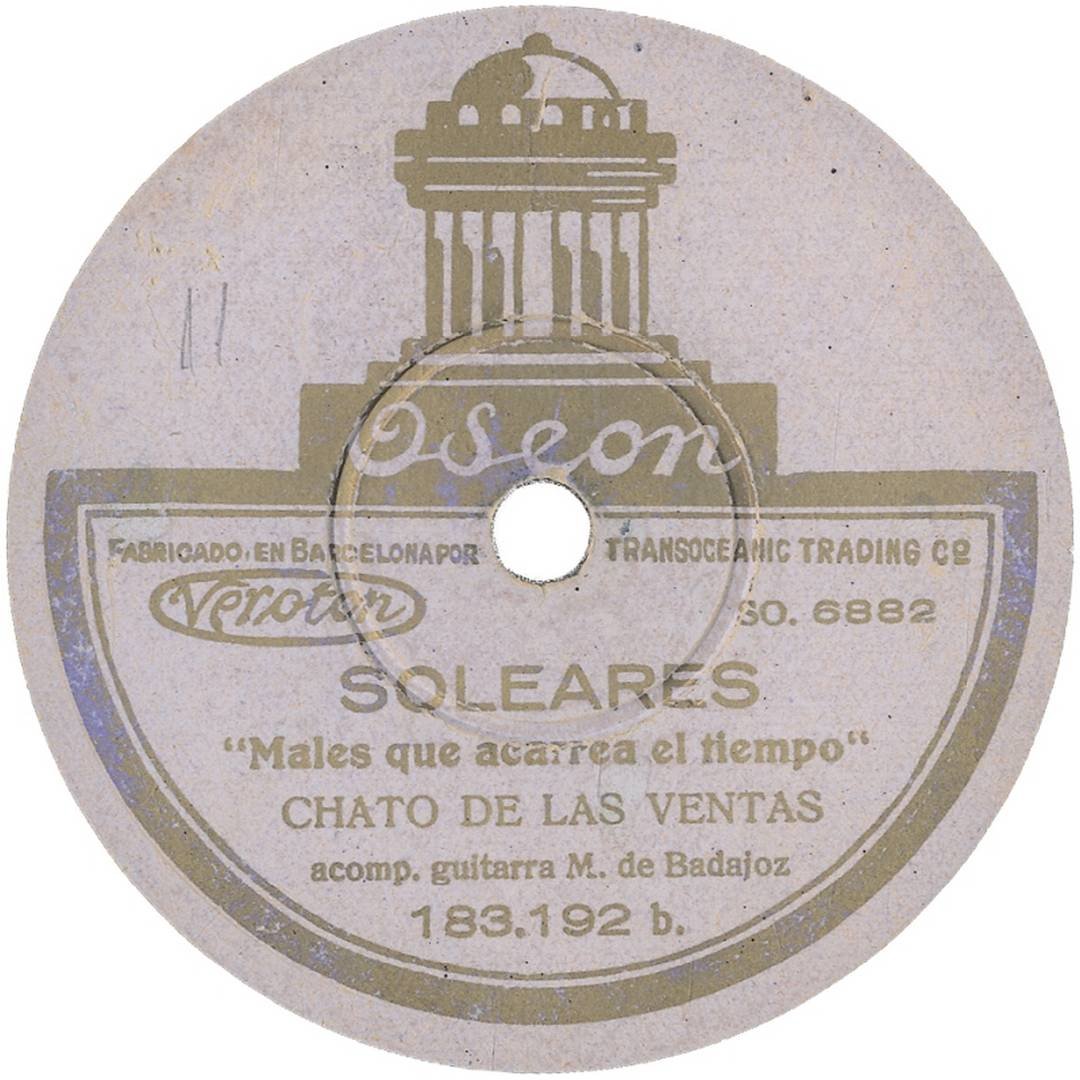 11
Odeon
FABRICADO EN BARCELONA POR TRANSOCEANIC TRADING Cº
Veroton SO. 6882
SOLEARES
“Males que acarrea el tiempo“
CHATO DE LAS VENTAS
acomp. guitarra M. de Badajoz
183.192 b.